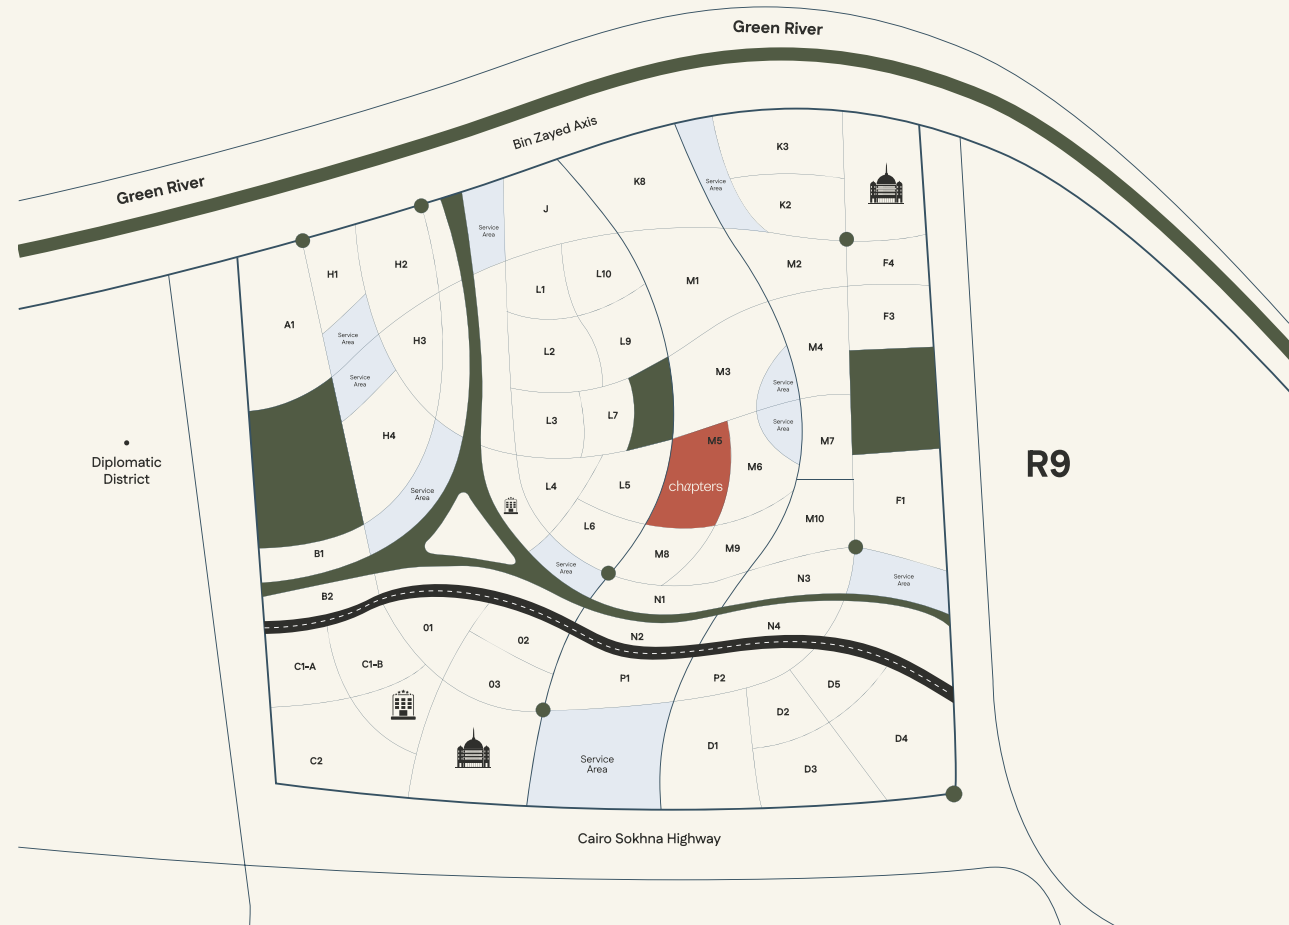 Green River
Bin Zayed Axis
Green River
K3
K8
Service
Area
K2
J
Service
Area
H1
H2
L1
L10
M1
M2
F4
A1
Service
Area
H3
L2
L9
M4
F3
Service
Area
M3
Service
Area
H4
L3
L7
M5
Service
Area
M7
Diplomatic
District
R9
Service
Area
L4
L5
chapters
M6
F1
B1
L6
M8
M9
M10
Service
Area
N3
Service
Area
B2
N1
01
02
N2
N4
C1-A
C1-B
03
P1
P2
D5
C2
D1
D2
D4
Service
Area
D3
Cairo Sokhna Highway